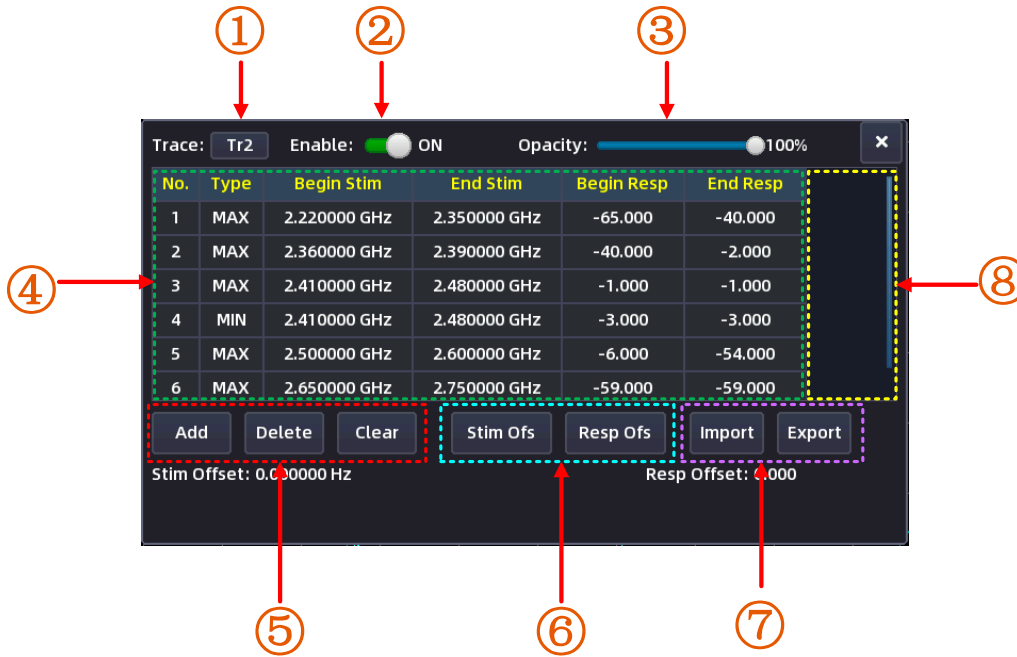 ① ② ③
Trace: Tr2 Enable: ON Opacity: 100% ×
No. Type Begin Stim End Stim Begin Resp End Resp
1 MAX 2.220000 GHz 2.350000 GHz -65.000 -40.000
2 MAX 2.360000 GHz 2.390000 GHz -40.000 -2.000
3 MAX 2.410000 GHz 2.480000 GHz -1.000 -1.000
④ ⑧
4 MIN 2.410000 GHz 2.480000 GHz -3.000 -3.000
5 MAX 2.500000 GHz 2.600000 GHz -6.000 -54.000
6 MAX 2.650000 GHz 2.750000 GHz -59.000 -59.000
Add Delete Clear Stim Ofs Resp Ofs Import Export
Stim Offset: 0.000000 Hz Resp Offset: 0.000
⑤ ⑥ ⑦